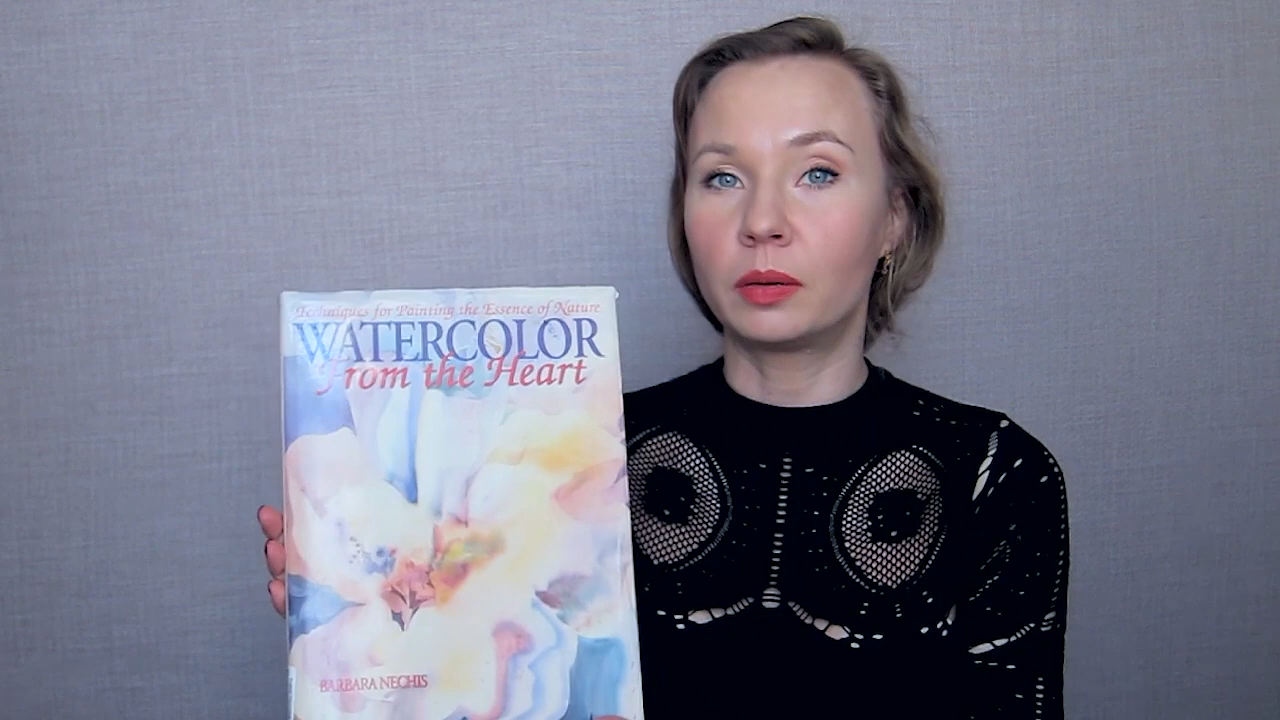 Techniques for Painting the Essence of Nature
WATERCOLOR
From the Heart
BARBARA NECHIS